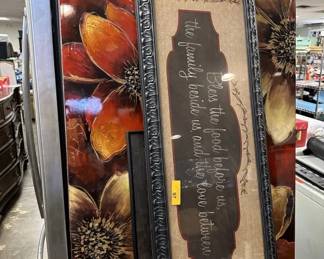 Bless the food before us,
the family beside us, and the love between